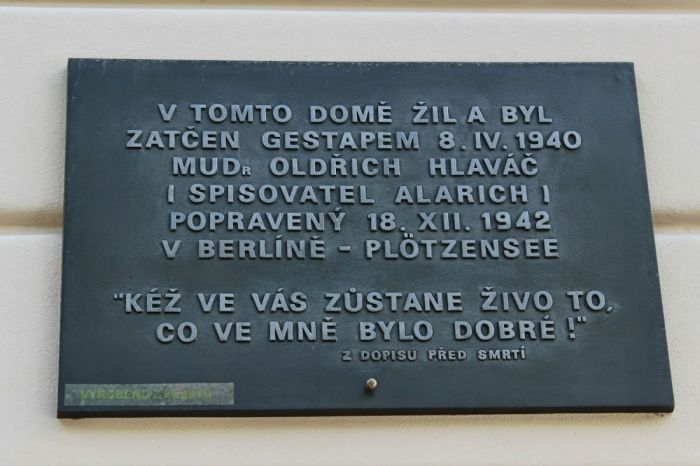 V TOMTO DOMĚ ŽIL A BYL
ZATČEN GESTAPEM 8. IV. 1940
MUDR OLDŘICH HLAVÁČ
( SPISOVATEL ALARICH )
POPRAVENÝ 18. XII. 1942
V BERLÍNĚ - PLÖTZENSEE
"KÉŽ VE VÁS ZŮSTANE ŽIVO TO,
CO VE MNĚ BYLO DOBRÉ !"
Z DOPISU PŘED SMRTÍ
VYROBENO Z